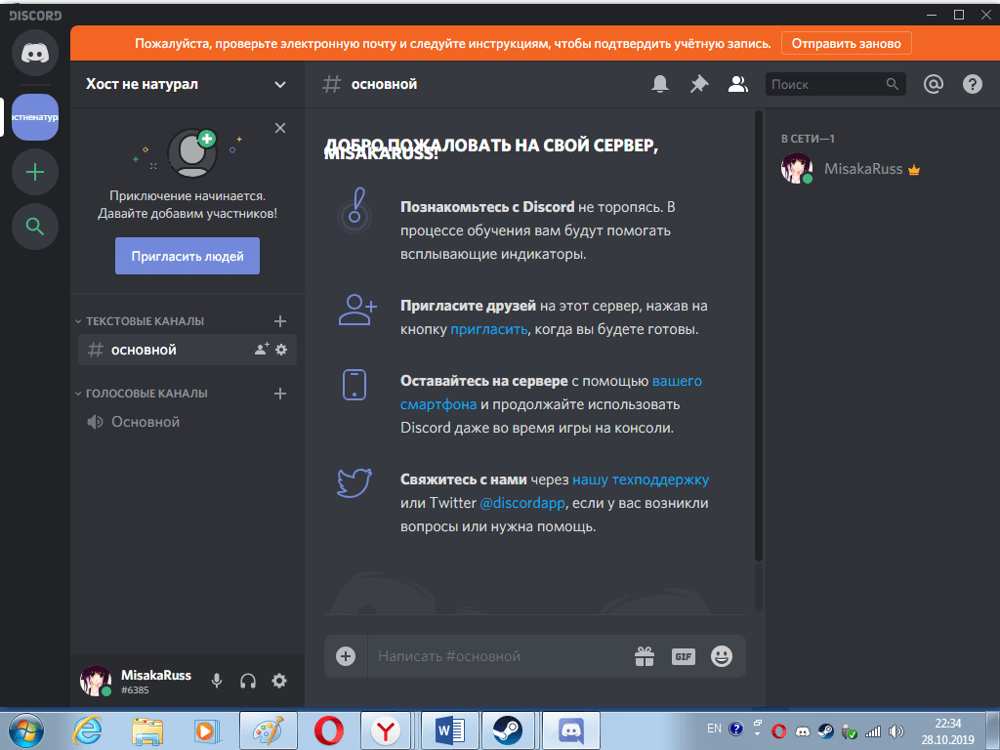 DISCORD
Пожалуйста, проверьте электронную почту и следуйте инструкциям, чтобы подтвердить учётную запись.
Отправить заново
Хост не натурал
# основной
Поиск
стненатура
Приключение начинается.
Давайте добавим участников!
Пригласить людей
ТЕКСТОВЫЕ КАНАЛЫ
# основной
ГОЛОСОВЫЕ КАНАЛЫ
Основной
ДОБРО ПОЖАЛОВАТЬ НА СВОЙ СЕРВЕР,
MISAKARUSS!
Познакомьтесь с Discord не торопясь. В
процессе обучения вам будут помогать
всплывающие индикаторы.
Пригласите друзей на этот сервер, нажав на
кнопку пригласить, когда вы будете готовы.
Оставайтесь на сервере с помощью вашего
смартфона и продолжайте использовать
Discord даже во время игры на консоли.
Свяжитесь с нами через нашу техподдержку
или Twitter @discordapp, если у вас возникли
вопросы или нужна помощь.
Написать #основной
GIF
В СЕТИ—1
MisakaRuss
MisakaRuss
#6385
EN
22:34
28.10.2019